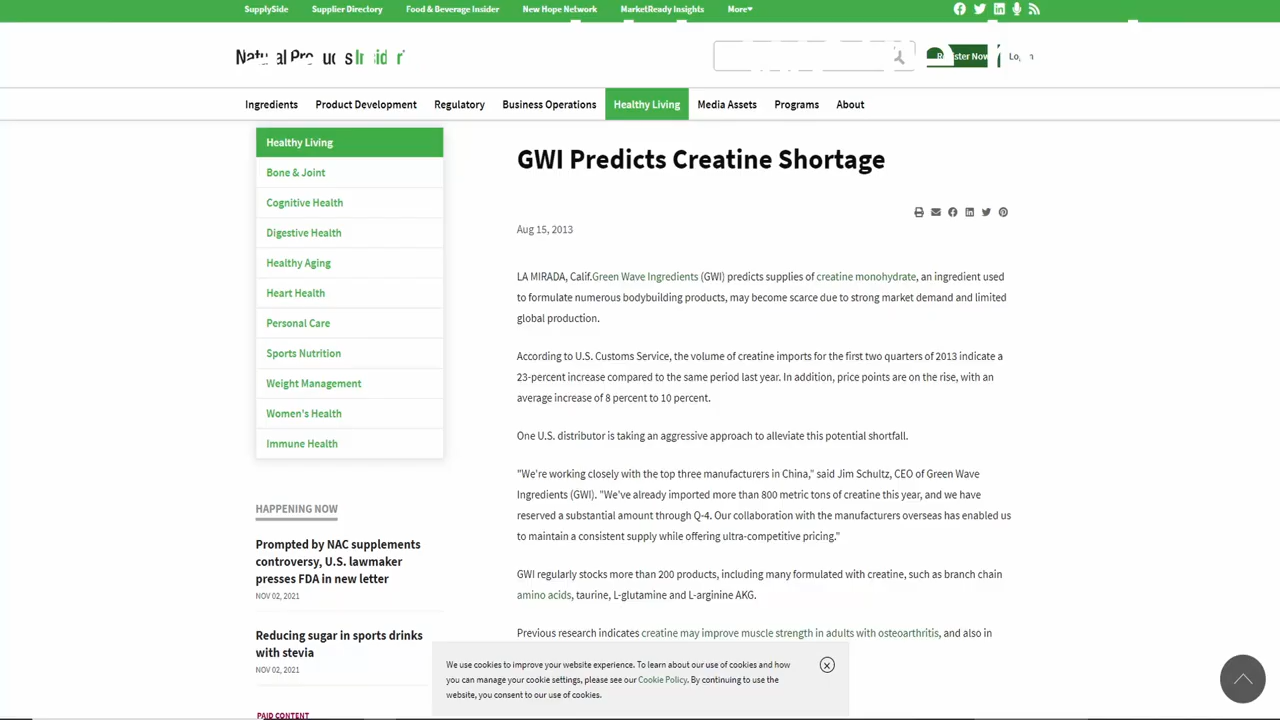 SupplySide Supplier Directory Food & Beverage Insider New Hope Network MarketReady Insights More
Ingredients Product Development Regulatory Business Operations Healthy Living Media Assets Programs About
Healthy Living
Bone & Joint
Cognitive Health
Digestive Health
Healthy Aging
Heart Health
Personal Care
Sports Nutrition
Weight Management
Women's Health
Immune Health
HAPPENING NOW
Prompted by NAC supplements
controversy, U.S. lawmaker
presses FDA in new letter
NOV 02, 2021
Reducing sugar in sports drinks
with stevia
NOV 02, 2021
PAID CONTENT
GWI Predicts Creatine Shortage
Aug 15, 2013
LA MIRADA, Calif.Green Wave Ingredients (GWI) predicts supplies of creatine monohydrate, an ingredient used
to formulate numerous bodybuilding products, may become scarce due to strong market demand and limited
global production.
According to U.S. Customs Service, the volume of creatine imports for the first two quarters of 2013 indicate a
23-percent increase compared to the same period last year. In addition, price points are on the rise, with an
average increase of 8 percent to 10 percent.
One U.S. distributor is taking an aggressive approach to alleviate this potential shortfall.
"We're working closely with the top three manufacturers in China," said Jim Schultz, CEO of Green Wave
Ingredients (GWI). "We've already imported more than 800 metric tons of creatine this year, and we have
reserved a substantial amount through Q-4. Our collaboration with the manufacturers overseas has enabled us
to maintain a consistent supply while offering ultra-competitive pricing."
GWI regularly stocks more than 200 products, including many formulated with creatine, such as branch chain
amino acids, taurine, L-glutamine and L-arginine AKG.
Previous research indicates creatine may improve muscle strength in adults with osteoarthritis, and also in
We use cookies to improve your website experience. To learn about our use of cookies and how
you can manage your cookie settings, please see our Cookie Policy. By continuing to use the
website, you consent to our use of cookies.